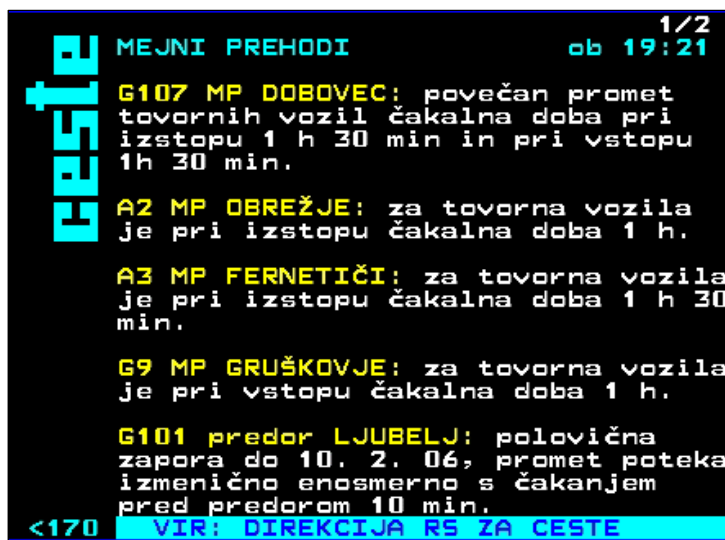 1/2
ceste
MEJNI PREHODI ob 19:21
G107 MP DOBOVEC: povečan promet
tovornih vozil čakalna doba pri
izstopu 1 h 30 min in pri vstopu
1h 30 min.
A2 MP OBREŽJE: za tovorna vozila
je pri izstopu čakalna doba 1 h.
A3 MP FERNETIČI: za tovorna vozila
je pri izstopu čakalna doba 1 h 30
min.
G9 MP GRUŠKOVJE: za tovorna vozila
je pri vstopu čakalna doba 1 h.
G101 predor LJUBELJ: polovična
zapora do 10. 2. 06, promet poteka
izmenično enosmerno s čakanjem
pred predorom 10 min.
<170 VIR: DIREKCIJA RS ZA CESTE